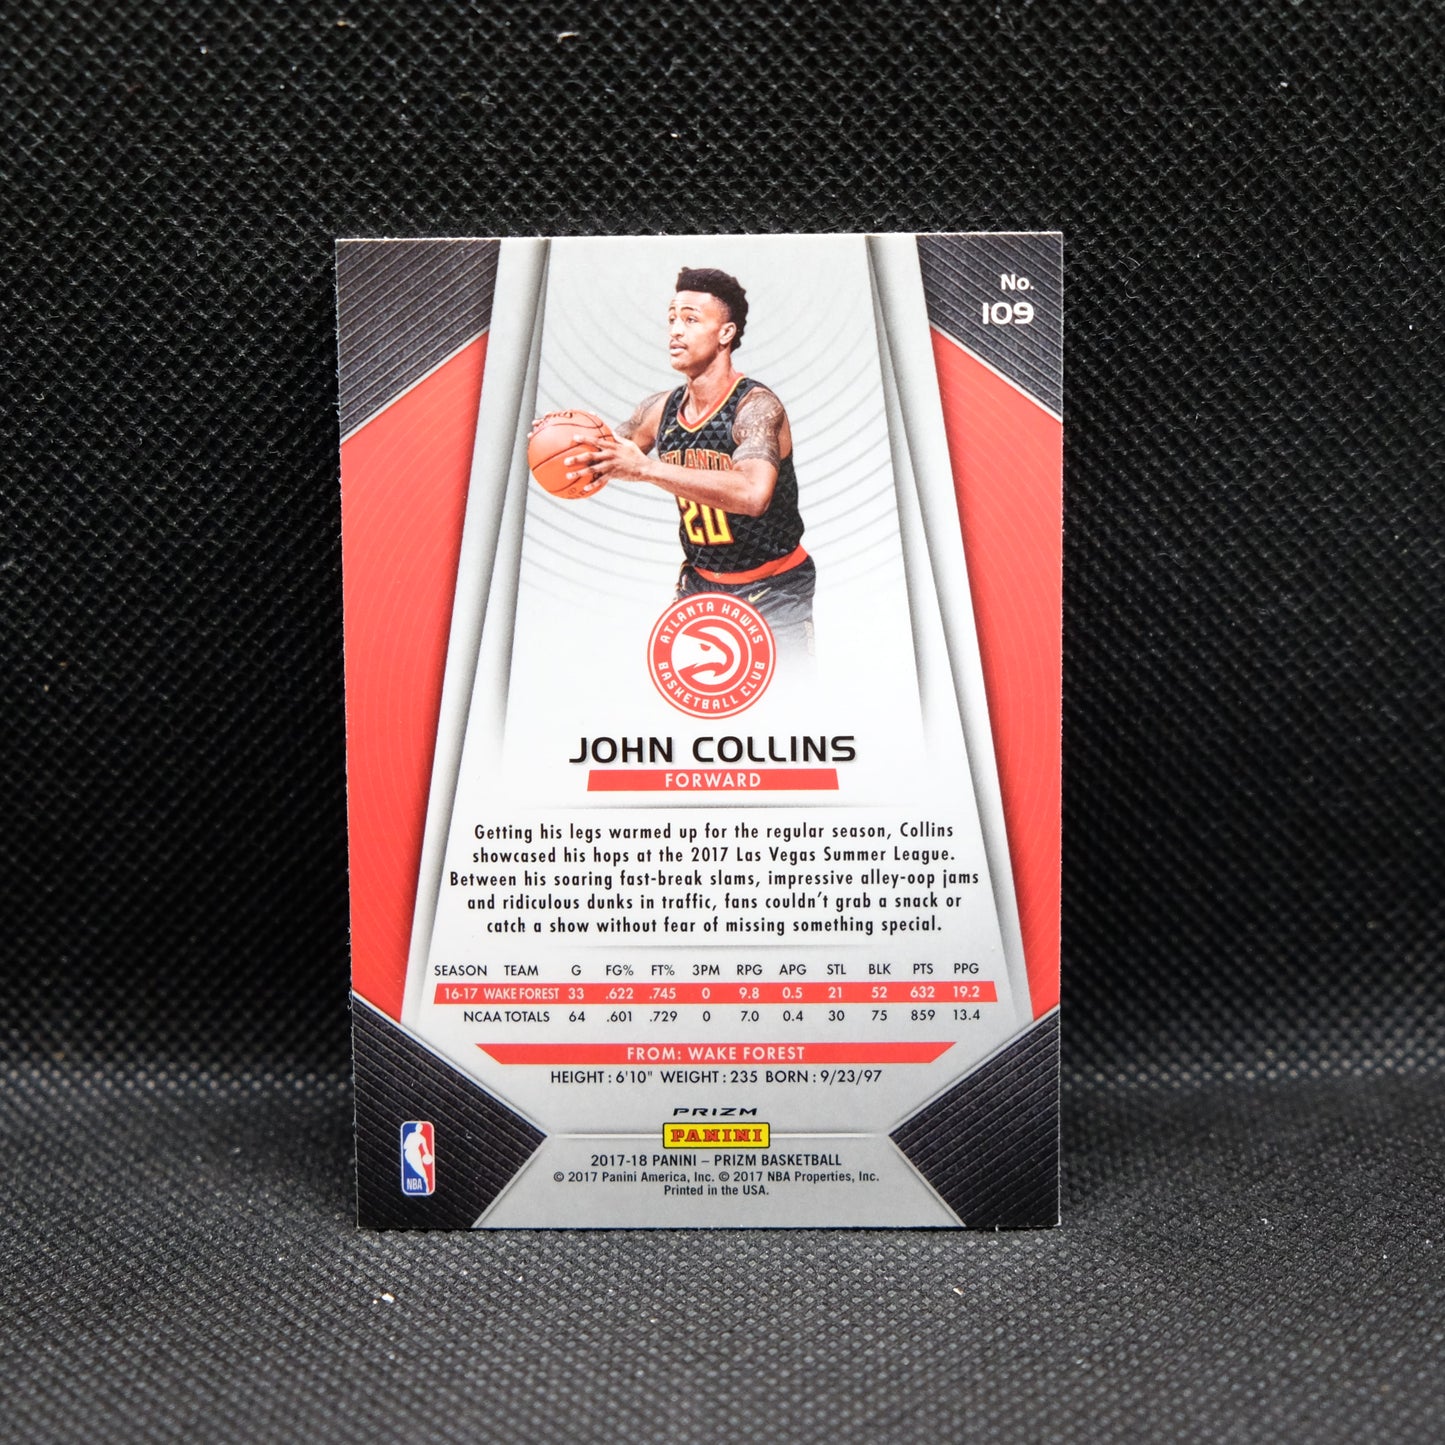 No.
109
ATLANTA
20
ATLANTA HAWKS
BASKETBALL CLUB
JOHN COLLINS
FORWARD
Getting his legs warmed up for the regular season, Collins
showcased his hops at the 2017 Las Vegas Summer League.
Between his soaring fast-break slams, impressive alley-oop jams
and ridiculous dunks in traffic, fans couldn't grab a snack or
catch a show without fear of missing something special.
SEASON TEAM G FG% FT% 3PM RPG APG STL BLK PTS PPG
16-17 WAKE FOREST 33 .622 .745 0 9.8 0.5 21 52 632 19.2
NCAA TOTALS 64 .601 .729 0 7.0 0.4 30 75 859 13.4
FROM: WAKE FOREST
HEIGHT : 6'10" WEIGHT : 235 BORN : 9/23/97
PRIZM
PANINI
NBA
2017-18 PANINI – PRIZM BASKETBALL
© 2017 Panini America, Inc. © 2017 NBA Properties, Inc.
Printed in the USA.